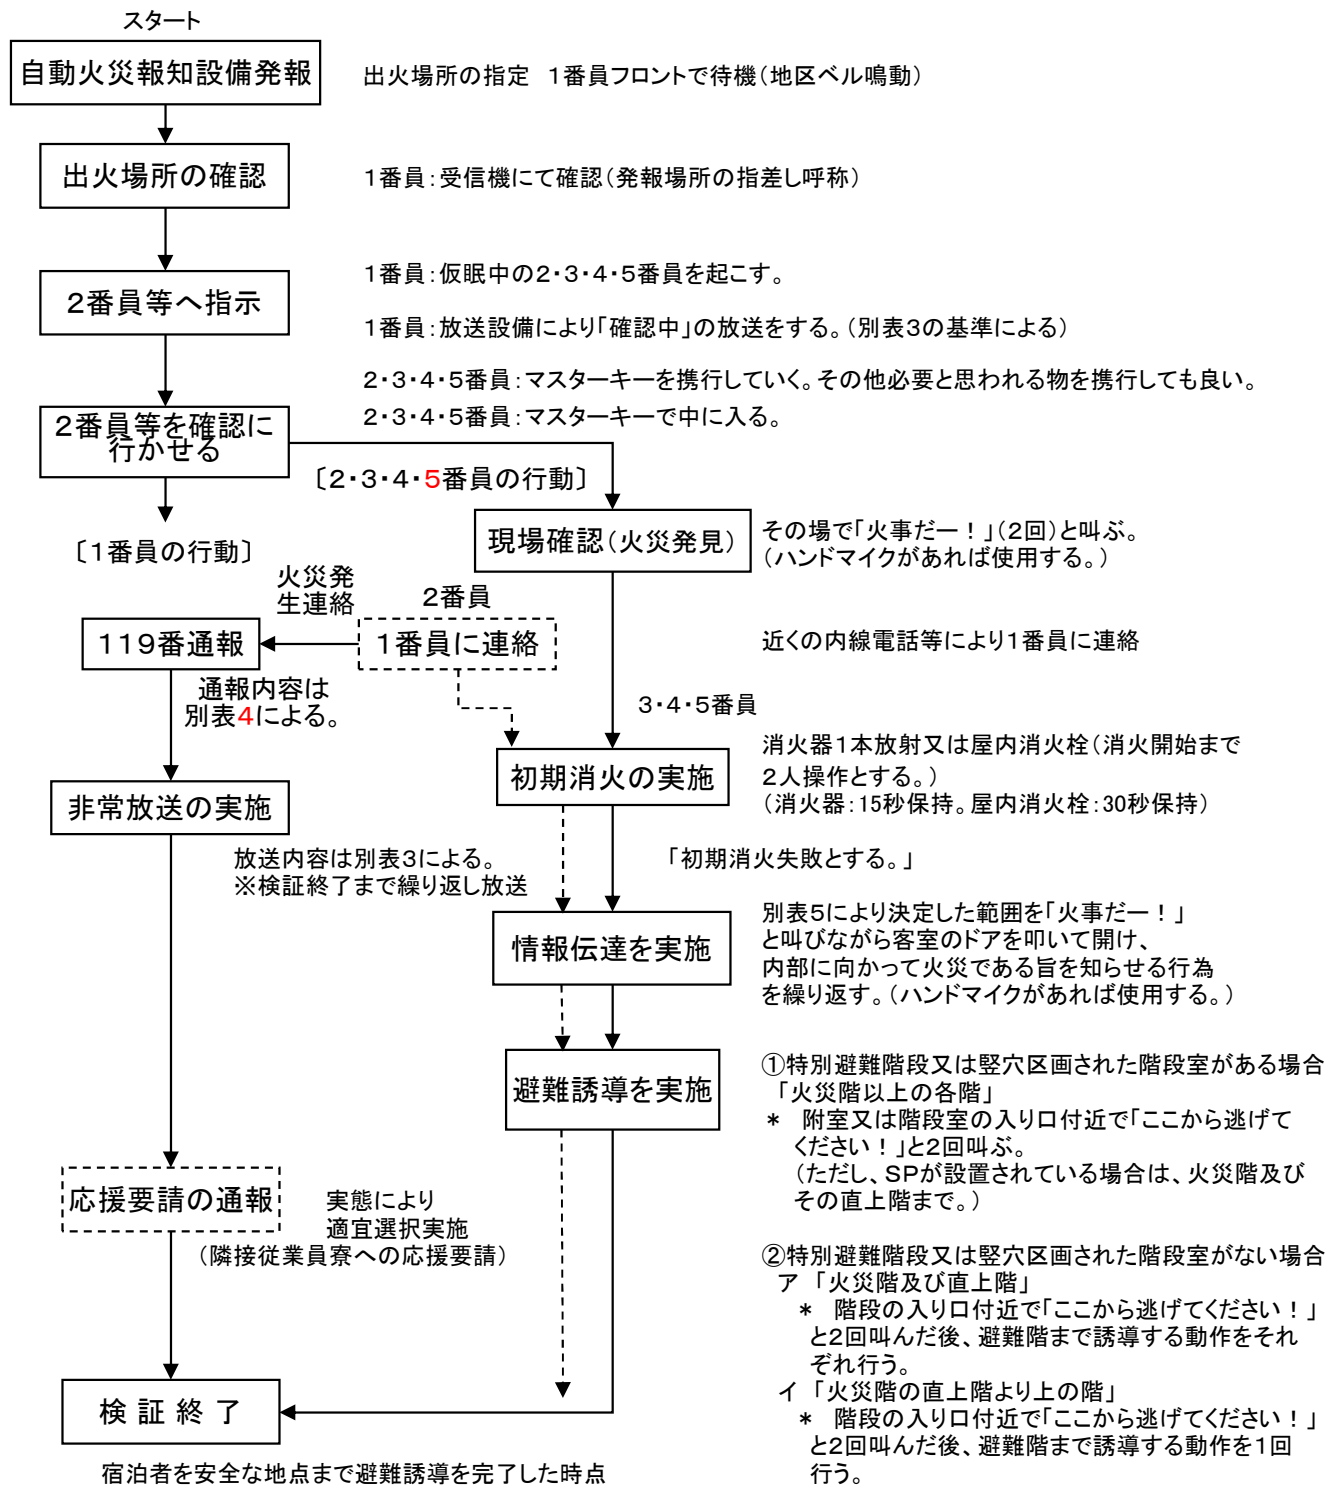 スタート
自動火災報知設備発報
出火場所の指定　1番員フロントで待機（地区ベル鳴動）
出火場所の確認
1番員：受信機にて確認（発報場所の指差し呼称）
2番員等へ指示
1番員：仮眠中の2・3・4・5番員を起こす。
1番員：放送設備により「確認中」の放送をする。（別表3の基準による）
2・3・4・5番員：マスターキーを携行していく。その他必要と思われる物を携行しても良い。
2番員等を確認に
行かせる
2・3・4・5番員：マスターキーで中に入る。
〔2・3・4・5番員の行動〕
〔1番員の行動〕
現場確認（火災発見）
その場で「火事だー！」（2回）と叫ぶ。
（ハンドマイクがあれば使用する。）
火災発
生連絡
2番員
119番通報
1番員に連絡
近くの内線電話等により1番員に連絡
通報内容は
別表4による。
3・4・5番員
初期消火の実施
消火器1本放射又は屋内消火栓（消火開始まで
2人操作とする。）
（消火器：15秒保持。屋内消火栓：30秒保持）
非常放送の実施
放送内容は別表3による。
※検証終了まで繰り返し放送
「初期消火失敗とする。」
情報伝達を実施
別表5により決定した範囲を「火事だー！」
と叫びながら客室のドアを叩いて開け、
内部に向かって火災である旨を知らせる行為
を繰り返す。（ハンドマイクがあれば使用する。）
避難誘導を実施
①特別避難階段又は竪穴区画された階段室がある場合
「火災階以上の各階」
＊　附室又は階段室の入り口付近で「ここから逃げて
ください！」と2回叫ぶ。
（ただし、SPが設置されている場合は、火災階及び
その直上階まで。）
応援要請の通報
実態により
適宜選択実施
（隣接従業員寮への応援要請）
②特別避難階段又は竪穴区画された階段室がない場合
ア　「火災階及び直上階」
＊　階段の入り口付近で「ここから逃げてください！」
と2回叫んだ後、避難階まで誘導する動作をそれ
ぞれ行う。
イ　「火災階の直上階より上の階」
＊　階段の入り口付近で「ここから逃げてください！」
と2回叫んだ後、避難階まで誘導する動作を1回
行う。
検 証 終 了
宿泊者を安全な地点まで避難誘導を完了した時点